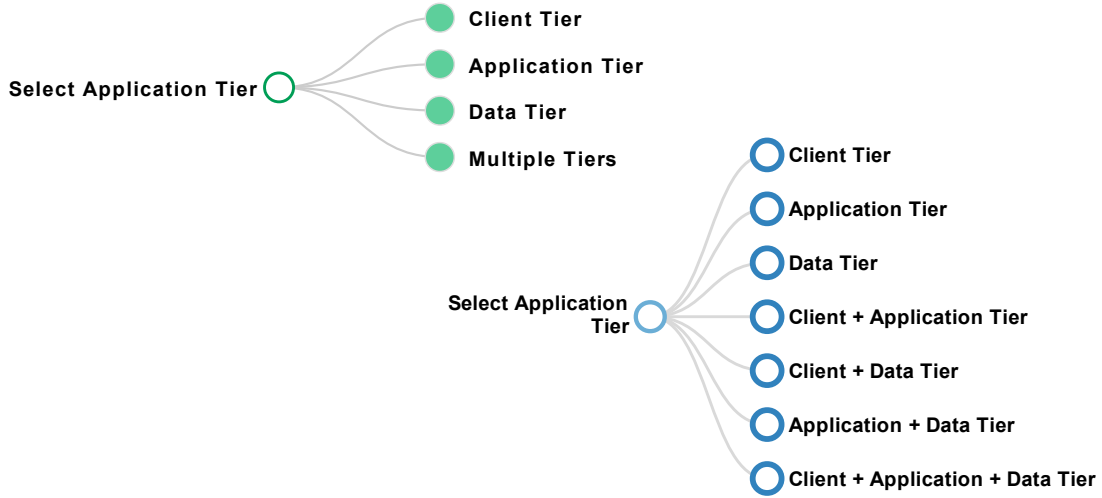 Client Tier
Application Tier
Select Application Tier
Data Tier
Multiple Tiers
Client Tier
Application Tier
Data Tier
Select Application
Tier
Client + Application Tier
Client + Data Tier
Application + Data Tier
Client + Application + Data Tier